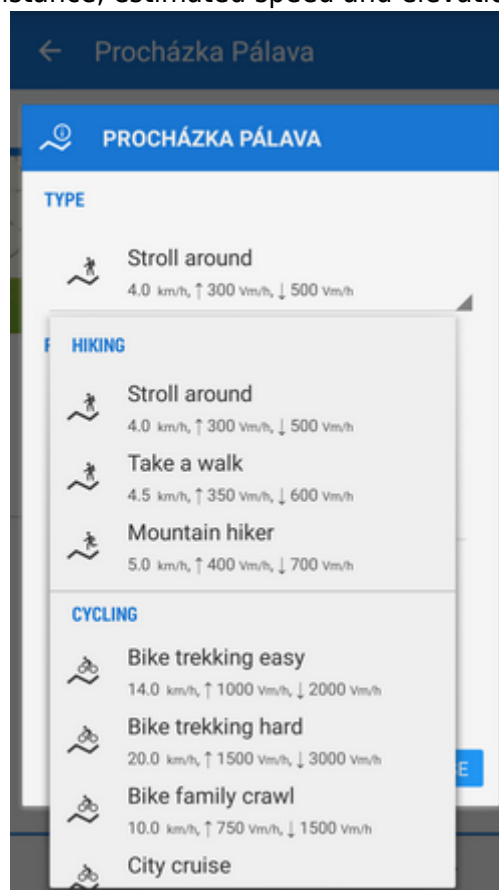 Procházka Pálava
PROCHÁZKA PÁLAVA
TYPE
Stroll around
4.0 km/h, ↑ 300 Vm/h, ↓ 500 Vm/h
HIKING
Stroll around
4.0 km/h, ↑ 300 Vm/h, ↓ 500 Vm/h
Take a walk
4.5 km/h, ↑ 350 Vm/h, ↓ 600 Vm/h
Mountain hiker
5.0 km/h, ↑ 400 Vm/h, ↓ 700 Vm/h
CYCLING
Bike trekking easy
14.0 km/h, ↑ 1000 Vm/h, ↓ 2000 Vm/h
Bike trekking hard
20.0 km/h, ↑ 1500 Vm/h, ↓ 3000 Vm/h
Bike family crawl
10.0 km/h, ↑ 750 Vm/h, ↓ 1500 Vm/h
City cruise